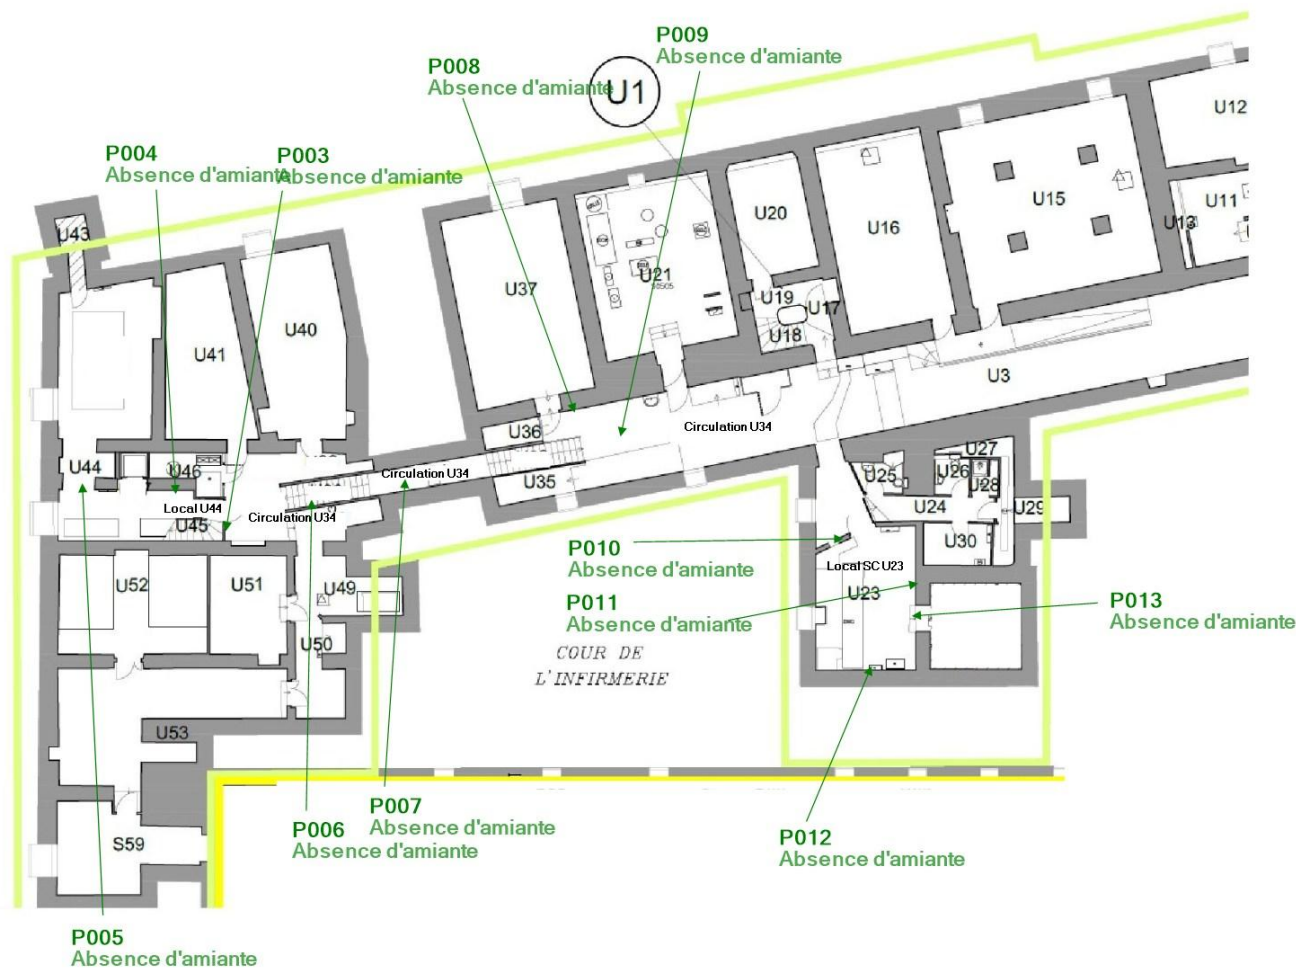 P009
Absence d'amiante
P008
Absence d'amiante
U1
U12
P004
Absence d'amiante
P003
Absence d'amiante
U11
U15
U20
U13
U43
U16
U21
U37
U19
U17
U40
U18
U41
U3
Circulation U34
U36
U27
U44
U46
Circulation U34
U25
U26
U35
U28
Local U44
Circulation U34
U24
U29
U45
U30
P010
Absence d'amiante
Local SC U23
U52
U51
U49
U23
P011
Absence d'amiante
P013
Absence d'amiante
U50
COUR DE
L'INFIRMERIE
U53
P007
Absence d'amiante
P006
Absence d'amiante
P012
Absence d'amiante
S59
P005
Absence d'amiante